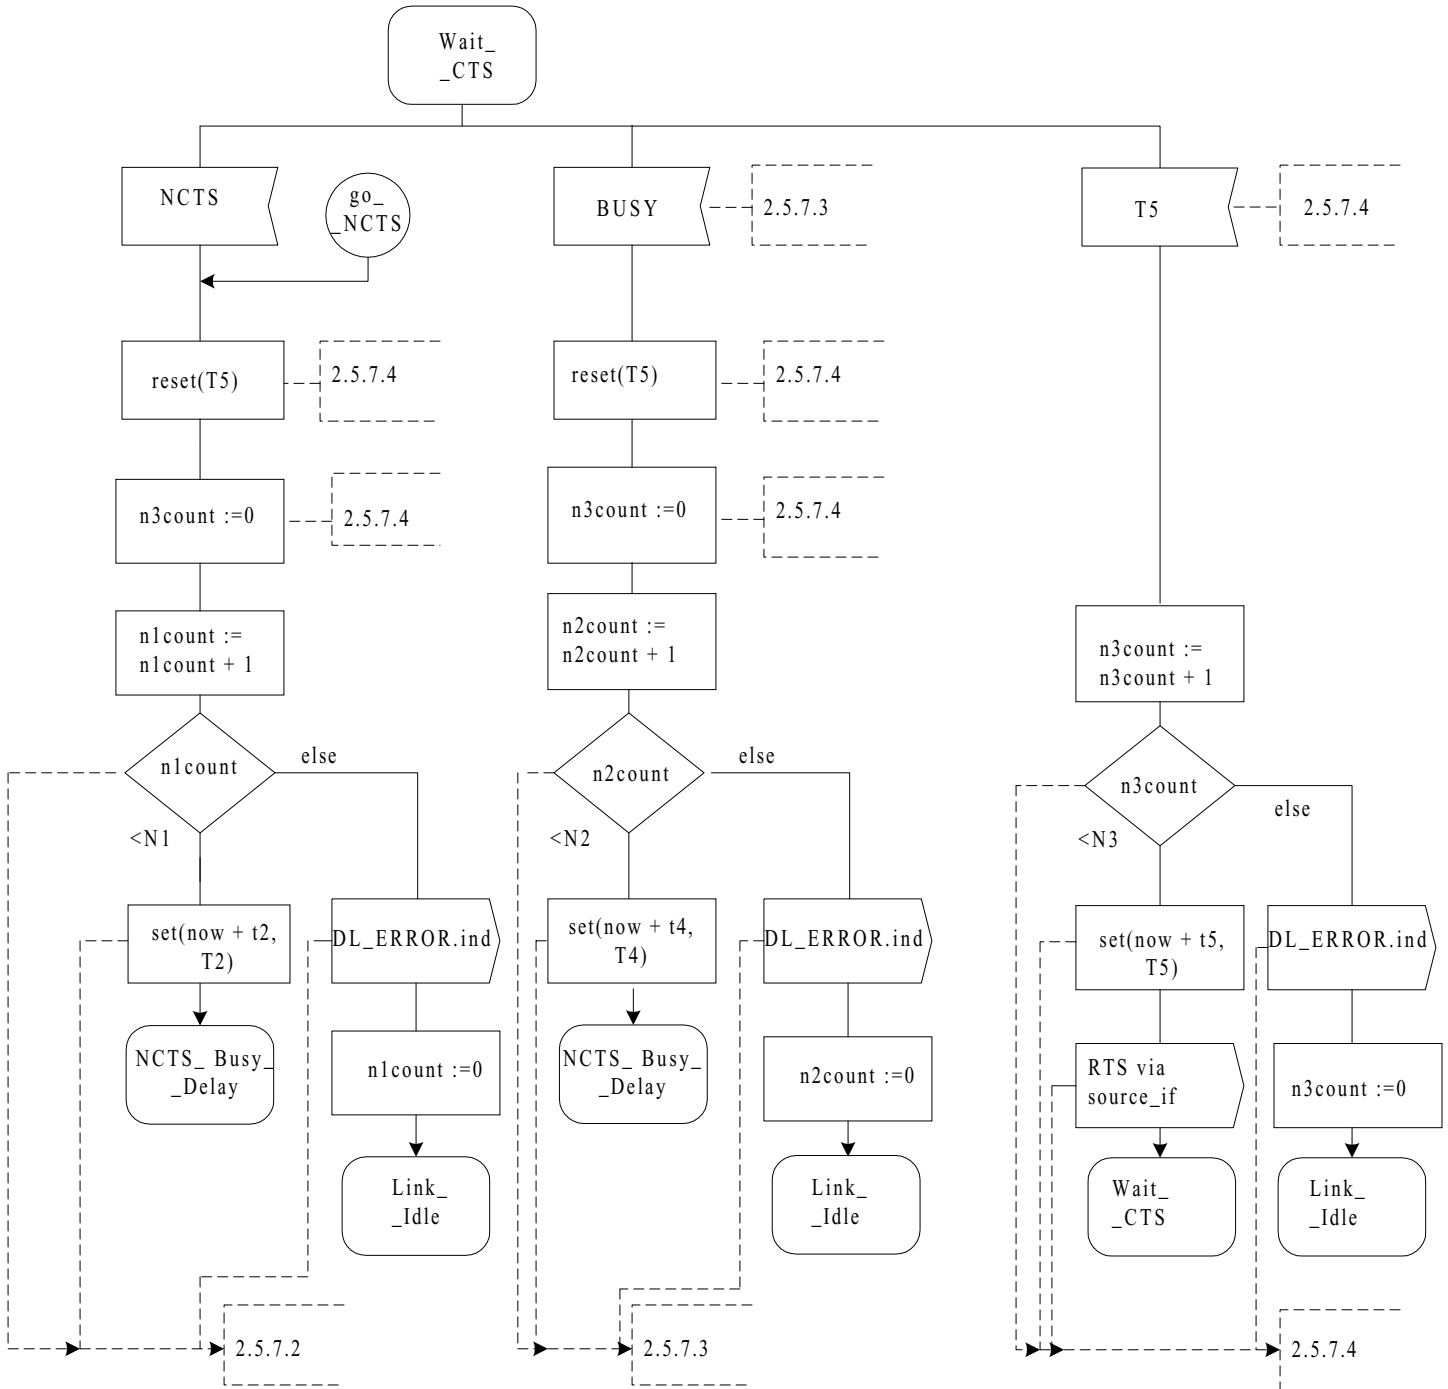 Wait_
_CTS
NCTS
go_
_NCTS
BUSY
2.5.7.3
T5
2.5.7.4
reset(T5)
2.5.7.4
reset(T5)
2.5.7.4
n3count :=0
2.5.7.4
n3count :=0
2.5.7.4
n1count :=
n1count + 1
n2count :=
n2count + 1
n3count :=
n3count + 1
n1count
else
<N1
n2count
else
<N2
n3count
else
<N3
set(now + t2,
T2)
DL_ERROR.ind
set(now + t4,
T4)
DL_ERROR.ind
set(now + t5,
T5)
DL_ERROR.ind
NCTS_ Busy_
_Delay
n1count :=0
NCTS_ Busy_
_Delay
n2count :=0
RTS via
source_if
n3count :=0
Link_
_Idle
Link_
_Idle
Wait_
_CTS
Link_
_Idle
2.5.7.2
2.5.7.3
2.5.7.4